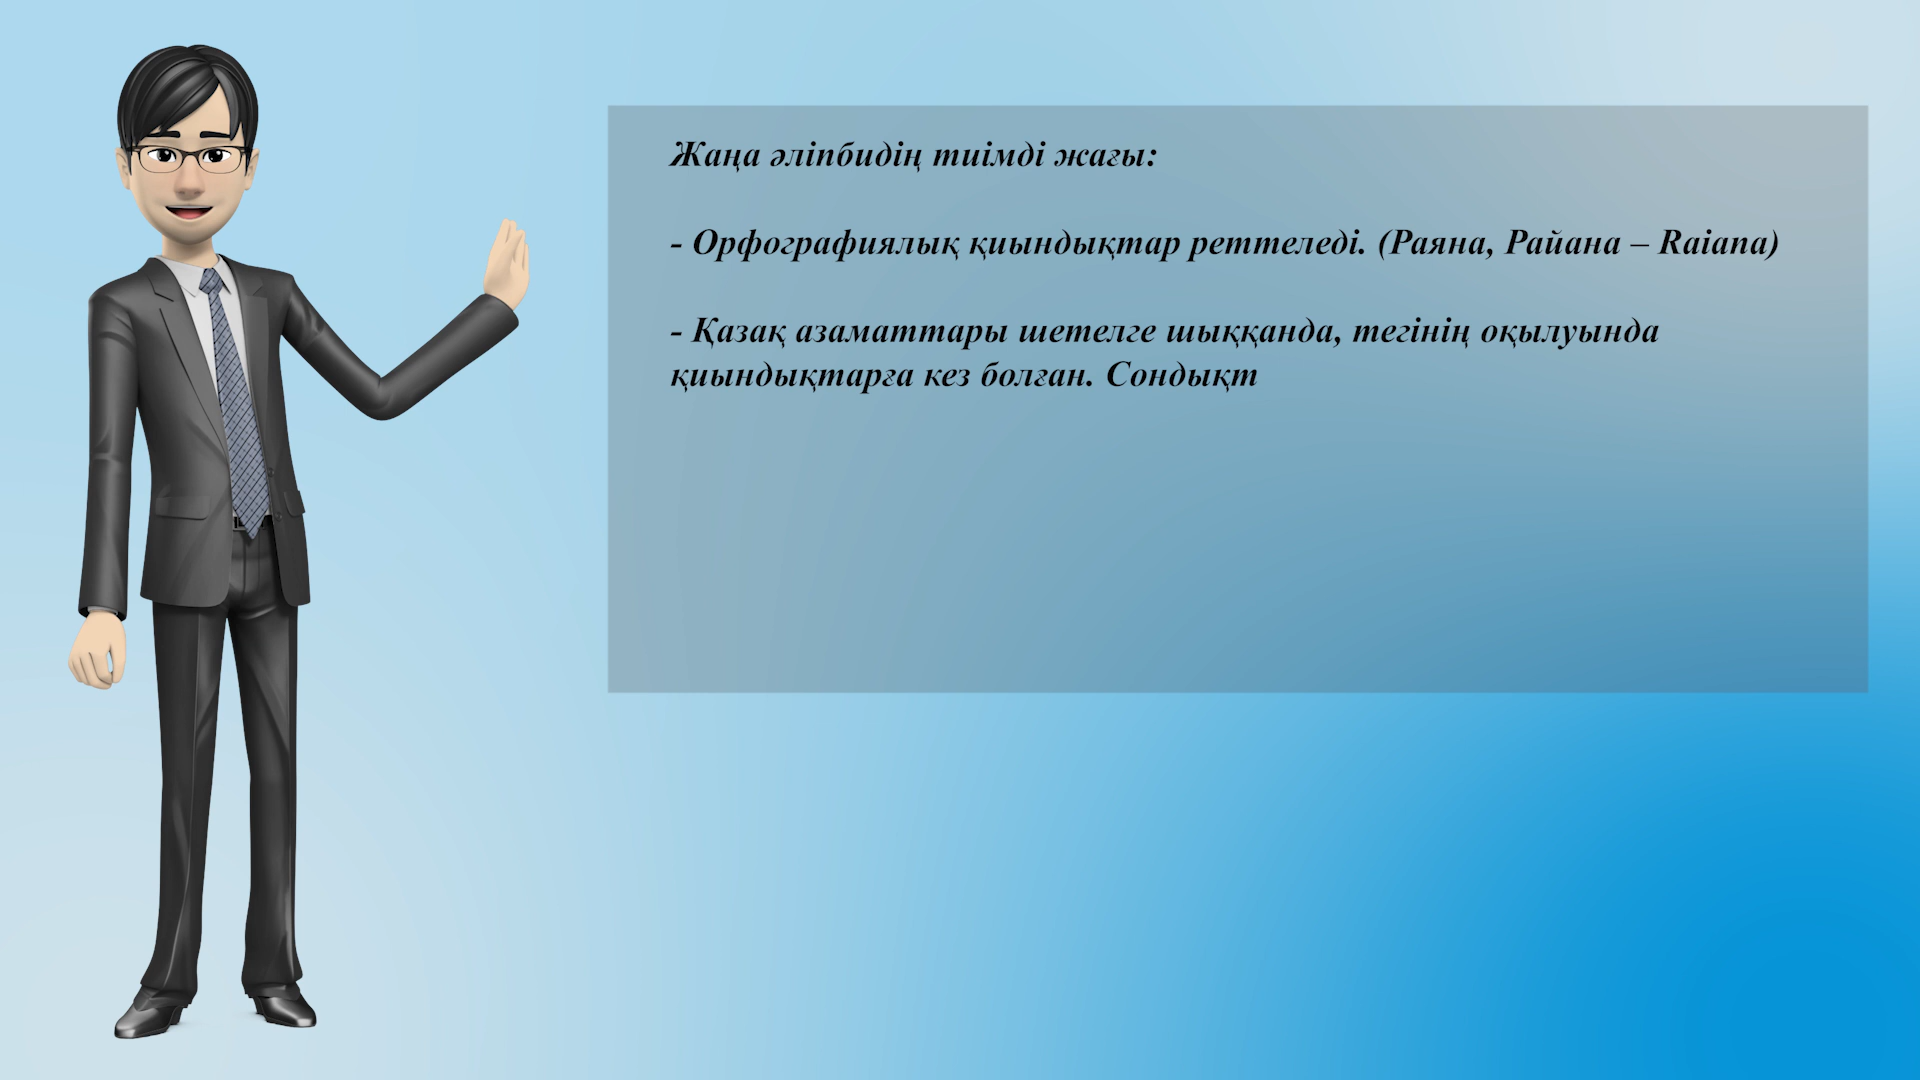 Жаңа әліпбидің тиімді жағы:
- Орфографиялық қиындықтар реттеледі. (Раяна, Райана – Raiana)
- Қазақ азаматтары шетелге шыққанда, тегінің оқылуында
қиындықтарға кез болған. Сондықт